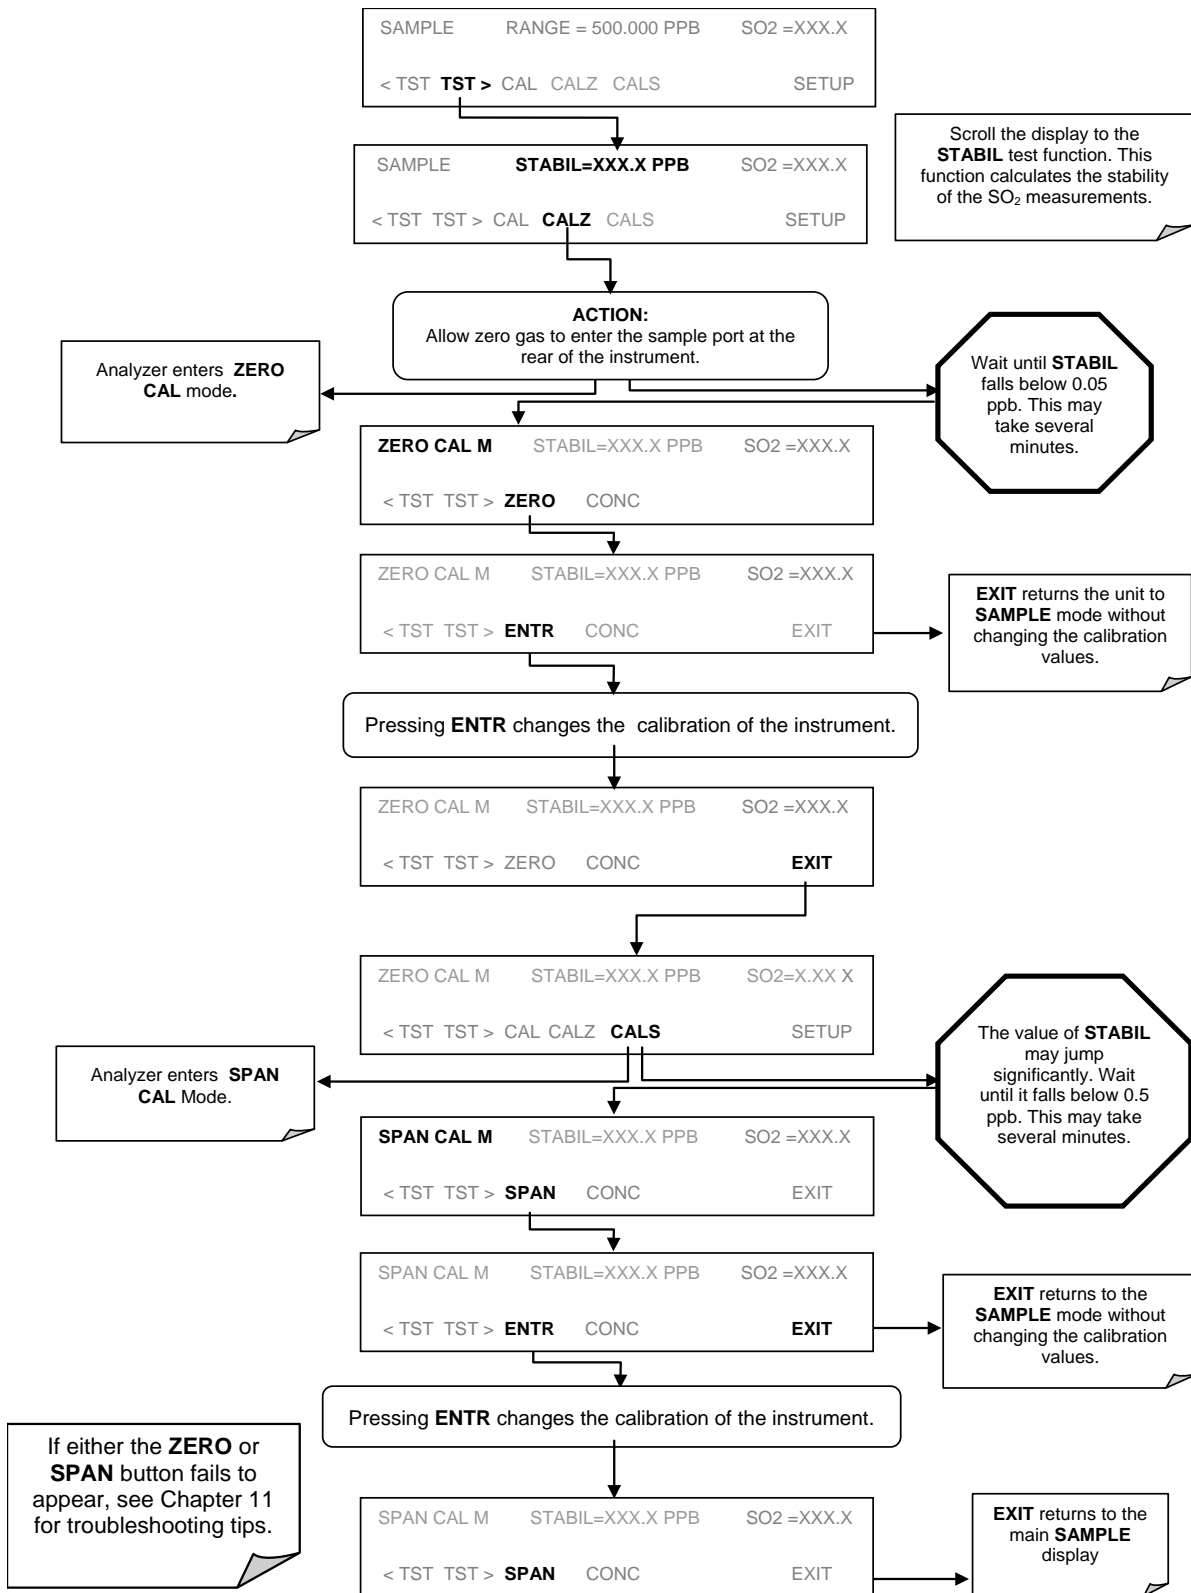 SAMPLE RANGE = 500.000 PPB SO2 =XXX.X
< TST TST > CAL CALZ CALS SETUP
Scroll the display to the
STABIL test function. This
function calculates the stability
of the SO2 measurements.
SAMPLE STABIL=XXX.X PPB SO2 =XXX.X
< TST TST > CAL CALZ CALS SETUP
ACTION:
Allow zero gas to enter the sample port at the
rear of the instrument.
Analyzer enters ZERO
CAL mode.
Wait until STABIL
falls below 0.05
ppb. This may
take several
minutes.
ZERO CAL M STABIL=XXX.X PPB SO2 =XXX.X
< TST TST > ZERO CONC
ZERO CAL M STABIL=XXX.X PPB SO2 =XXX.X
< TST TST > ENTR CONC EXIT
EXIT returns the unit to
SAMPLE mode without
changing the calibration
values.
Pressing ENTR changes the calibration of the instrument.
ZERO CAL M STABIL=XXX.X PPB SO2 =XXX.X
< TST TST > ZERO CONC EXIT
ZERO CAL M STABIL=XXX.X PPB SO2=X.XX X
< TST TST > CAL CALZ CALS SETUP
The value of STABIL
may jump
significantly. Wait
until it falls below 0.5
ppb. This may take
several minutes.
Analyzer enters SPAN
CAL Mode.
SPAN CAL M STABIL=XXX.X PPB SO2 =XXX.X
< TST TST > SPAN CONC EXIT
SPAN CAL M STABIL=XXX.X PPB SO2 =XXX.X
< TST TST > ENTR CONC EXIT
EXIT returns to the
SAMPLE mode without
changing the calibration
values.
Pressing ENTR changes the calibration of the instrument.
If either the ZERO or
SPAN button fails to
appear, see Chapter 11
for troubleshooting tips.
SPAN CAL M STABIL=XXX.X PPB SO2 =XXX.X
< TST TST > SPAN CONC EXIT
EXIT returns to the
main SAMPLE
display